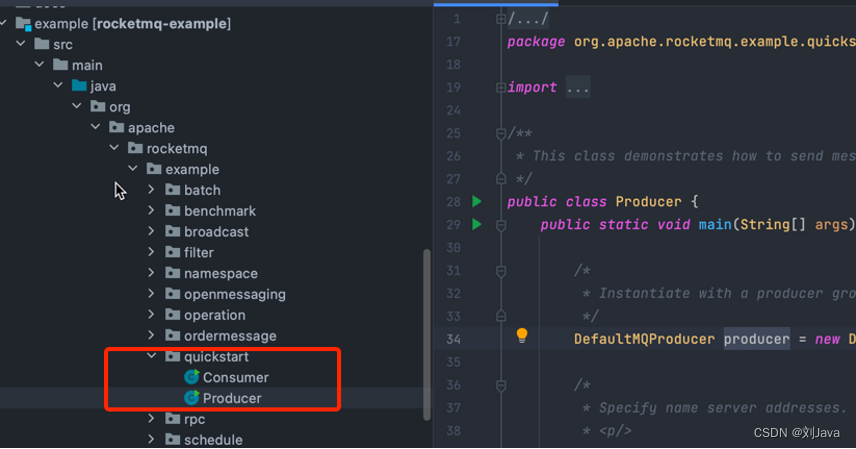 example [rocketmq-example]
src
main
java
org
apache
rocketmq
example
batch
benchmark
broadcast
filter
namespace
openmessaging
operation
ordermessage
quickstart
Consumer
Producer
rpc
schedule
1 /.../
17 package org.apache.rocketmq.example.quicks
18
19 import ...
24
25 /**
26 * This class demonstrates how to send mes
27 */
28 public class Producer {
29 public static void main(String[] args)
30
31 /*
32 * Instantiate with a producer gro
33 */
34 DefaultMQProducer producer = new D
35
36 /*
37 * Specify name server addresses.
38 * <p/>
CSDN @刘Java